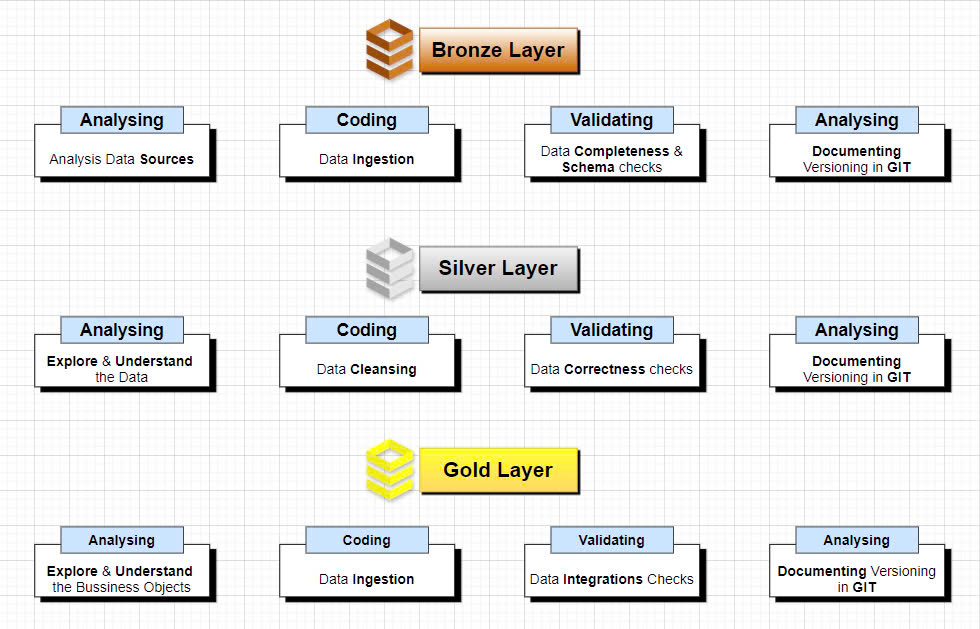 Bronze Layer
Analysing
Analysis Data Sources
Coding
Data Ingestion
Validating
Data Completeness &
Schema checks
Analysing
Documenting
Versioning in GIT
Silver Layer
Analysing
Explore & Understand
the Data
Coding
Data Cleansing
Validating
Data Correctness checks
Analysing
Documenting
Versioning in GIT
Gold Layer
Analysing
Explore & Understand
the Bussiness Objects
Coding
Data Ingestion
Validating
Data Integrations Checks
Analysing
Documenting Versioning
in GIT